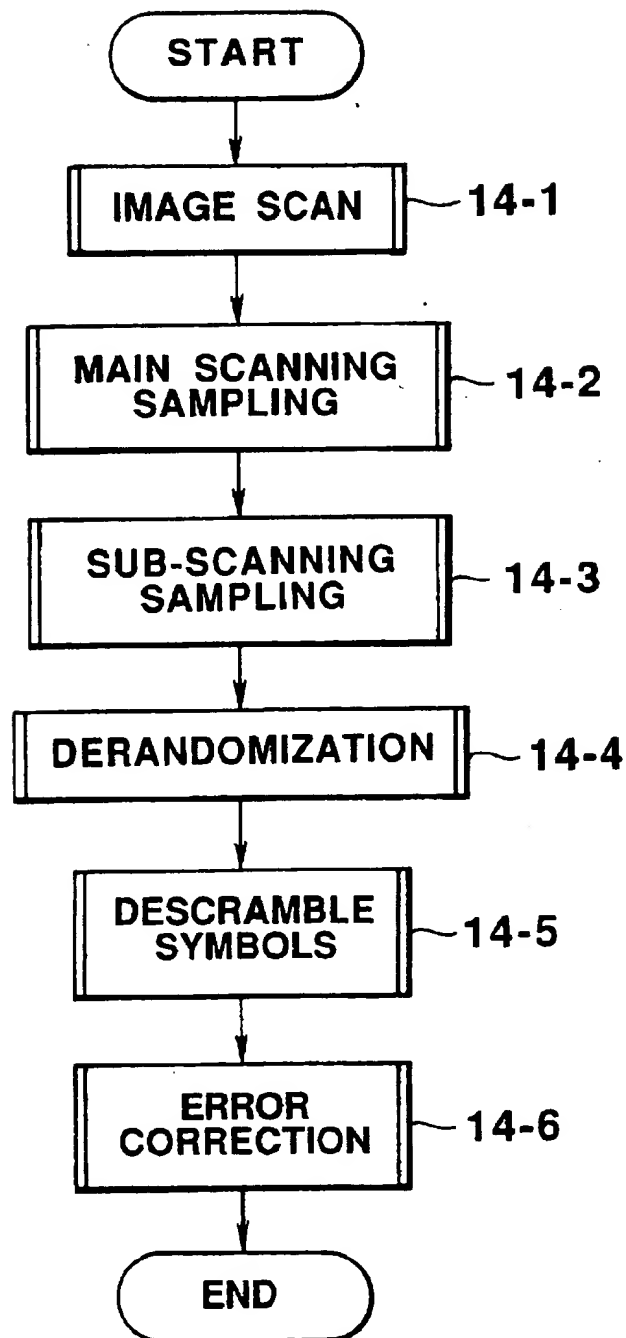 START
IMAGE SCAN 14-1
MAIN SCANNING
SAMPLING 14-2
SUB-SCANNING
SAMPLING 14-3
DERANDOMIZATION 14-4
DESCRAMBLE
SYMBOLS 14-5
ERROR
CORRECTION 14-6
END